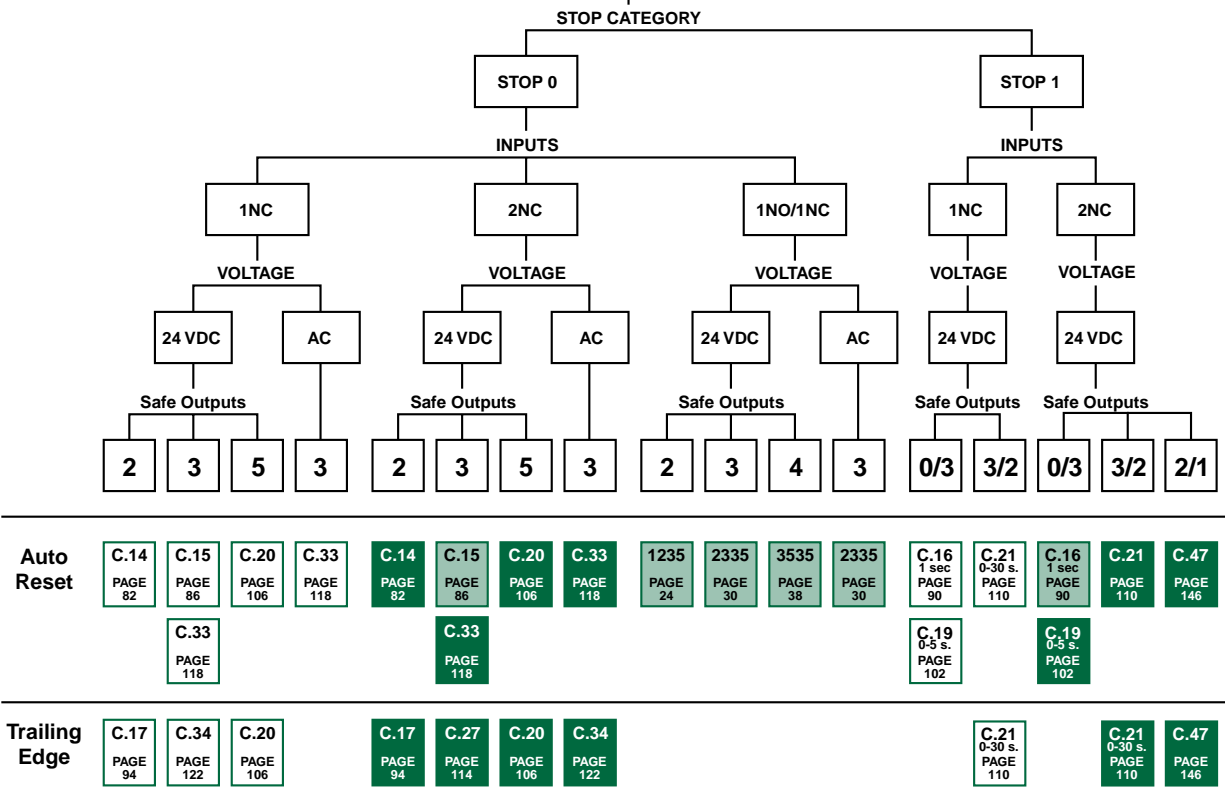 STOP CATEGORY
STOP 0 STOP 1
INPUTS INPUTS
1NC 2NC 1NO/1NC 1NC 2NC
VOLTAGE VOLTAGE VOLTAGE VOLTAGE VOLTAGE
24 VDC AC 24 VDC AC 24 VDC AC 24 VDC 24 VDC
Safe Outputs Safe Outputs Safe Outputs Safe Outputs Safe Outputs
2 3 5 3 2 3 5 3 2 3 4 3 0/3 3/2 0/3 3/2 2/1
Auto
Reset
C.14
PAGE
82
C.15
PAGE
86
C.20
PAGE
106
C.33
PAGE
118
C.14
PAGE
82
C.15
PAGE
86
C.20
PAGE
106
C.33
PAGE
118
1235
PAGE
24
2335
PAGE
30
3535
PAGE
38
2335
PAGE
30
C.16
1 sec
PAGE
90
C.21
0-30 s.
PAGE
110
C.16
1 sec
PAGE
90
C.21
PAGE
110
C.47
PAGE
146
C.33
PAGE
118
C.33
PAGE
118
C.19
0-5 s.
PAGE
102
C.19
0-5 s.
PAGE
102
Trailing
Edge
C.17
PAGE
94
C.34
PAGE
122
C.20
PAGE
106
C.17
PAGE
94
C.27
PAGE
114
C.20
PAGE
106
C.34
PAGE
122
C.21
0-30 s.
PAGE
110
C.21
0-30 s.
PAGE
110
C.47
PAGE
146